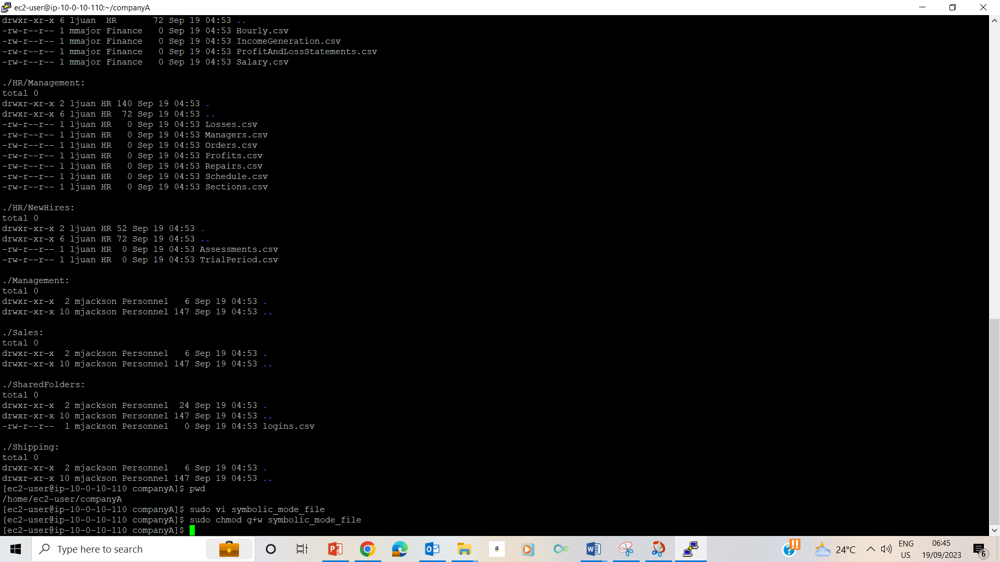 ec2-user@ip-10-0-10-110:~/companyA
drwxr-xr-x 6 ljuan  HR       72 Sep 19 04:53 ..
-rw-r--r-- 1 mmajor Finance   0 Sep 19 04:53 Hourly.csv
-rw-r--r-- 1 mmajor Finance   0 Sep 19 04:53 IncomeGeneration.csv
-rw-r--r-- 1 mmajor Finance   0 Sep 19 04:53 ProfitAndLossStatements.csv
-rw-r--r-- 1 mmajor Finance   0 Sep 19 04:53 Salary.csv
./HR/Management:
total 0
drwxr-xr-x 2 ljuan HR 140 Sep 19 04:53 .
drwxr-xr-x 6 ljuan HR  72 Sep 19 04:53 ..
-rw-r--r-- 1 ljuan HR   0 Sep 19 04:53 Losses.csv
-rw-r--r-- 1 ljuan HR   0 Sep 19 04:53 Managers.csv
-rw-r--r-- 1 ljuan HR   0 Sep 19 04:53 Orders.csv
-rw-r--r-- 1 ljuan HR   0 Sep 19 04:53 Profits.csv
-rw-r--r-- 1 ljuan HR   0 Sep 19 04:53 Repairs.csv
-rw-r--r-- 1 ljuan HR   0 Sep 19 04:53 Schedule.csv
-rw-r--r-- 1 ljuan HR   0 Sep 19 04:53 Sections.csv
./HR/NewHires:
total 0
drwxr-xr-x 2 ljuan HR 52 Sep 19 04:53 .
drwxr-xr-x 6 ljuan HR 72 Sep 19 04:53 ..
-rw-r--r-- 1 ljuan HR  0 Sep 19 04:53 Assessments.csv
-rw-r--r-- 1 ljuan HR  0 Sep 19 04:53 TrialPeriod.csv
./Management:
total 0
drwxr-xr-x  2 mjackson Personnel   6 Sep 19 04:53 .
drwxr-xr-x 10 mjackson Personnel 147 Sep 19 04:53 ..
./Sales:
total 0
drwxr-xr-x  2 mjackson Personnel   6 Sep 19 04:53 .
drwxr-xr-x 10 mjackson Personnel 147 Sep 19 04:53 ..
./SharedFolders:
total 0
drwxr-xr-x  2 mjackson Personnel  24 Sep 19 04:53 .
drwxr-xr-x 10 mjackson Personnel 147 Sep 19 04:53 ..
-rw-r--r--  1 mjackson Personnel   0 Sep 19 04:53 logins.csv
./Shipping:
total 0
drwxr-xr-x  2 mjackson Personnel   6 Sep 19 04:53 .
drwxr-xr-x 10 mjackson Personnel 147 Sep 19 04:53 ..
[ec2-user@ip-10-0-10-110 companyA]$ pwd
/home/ec2-user/companyA
[ec2-user@ip-10-0-10-110 companyA]$ sudo vi symbolic_mode_file
[ec2-user@ip-10-0-10-110 companyA]$ sudo chmod g+w symbolic_mode_file
[ec2-user@ip-10-0-10-110 companyA]$
Type here to search
a
24°C
ENG
US
06:45
19/09/2023
6